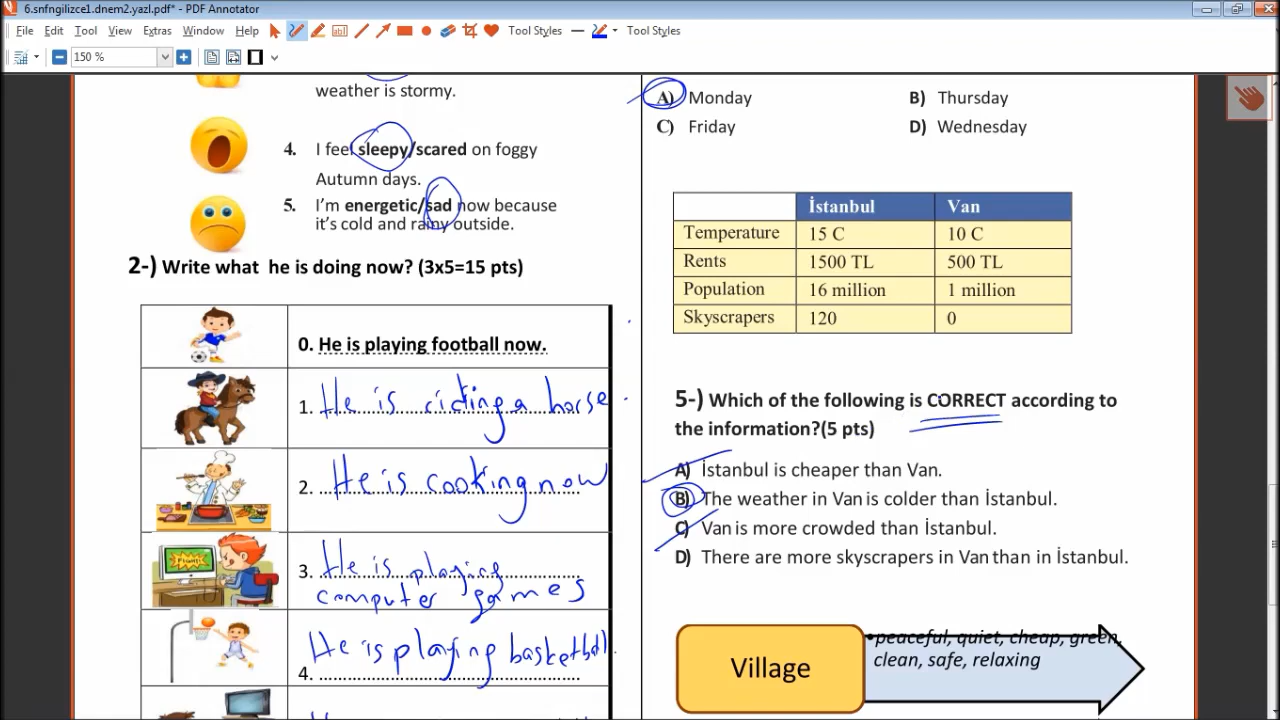 6.snfngilizce1.dnem2.yazl.pdf* - PDF Annotator
File Edit Tool View Extras Window Help Tool Styles Tool Styles
150 %
weather is stormy.
4. I feel sleepy/scared on foggy
Autumn days.
5. I'm energetic/sad now because
it's cold and rainy outside.
2-) Write what he is doing now? (3x5=15 pts)
0. He is playing football now.
1. He is riding a horse
2. He is cooking now
FIGHT!
3. He is playing
computer games
He is playing basketball
4.
A) Monday B) Thursday
C) Friday D) Wednesday
İstanbul Van
Temperature 15 C 10 C
Rents 1500 TL 500 TL
Population 16 million 1 million
Skyscrapers 120 0
5-) Which of the following is CORRECT according to
the information?(5 pts)
A) İstanbul is cheaper than Van.
B) The weather in Van is colder than İstanbul.
C) Van is more crowded than İstanbul.
D) There are more skyscrapers in Van than in İstanbul.
Village
•peaceful, quiet, cheap, green,
clean, safe, relaxing